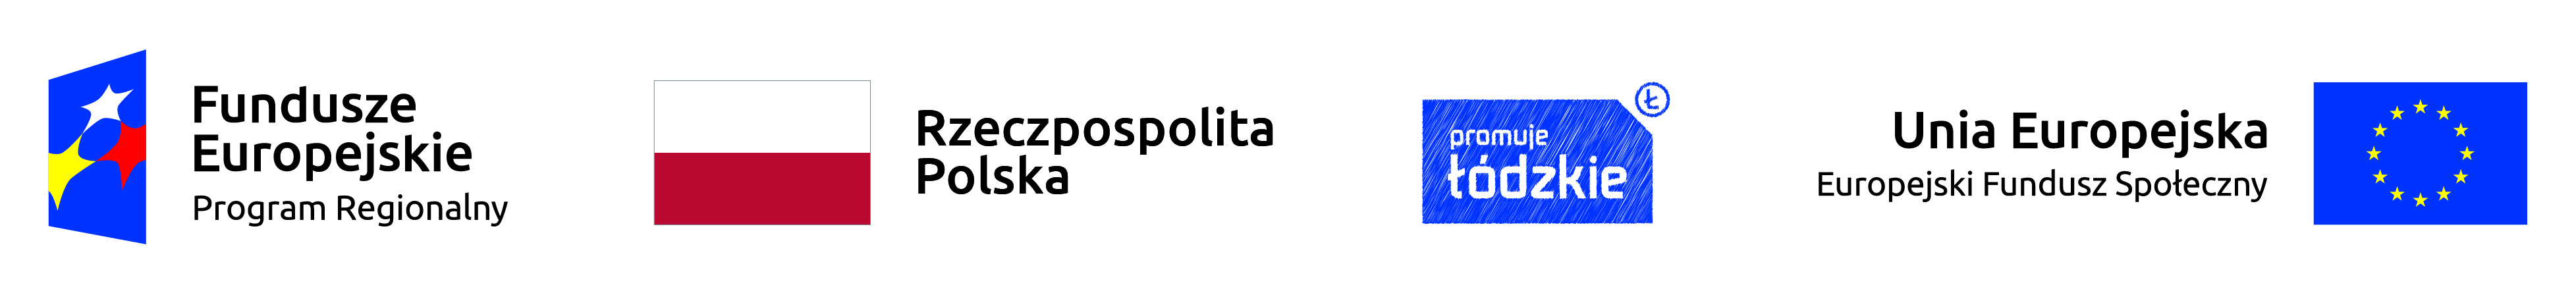 Fundusze
Europejskie
Program Regionalny
Rzeczpospolita
Polska
Ł
promuje
łódzkie
Unia Europejska
Europejski Fundusz Społeczny